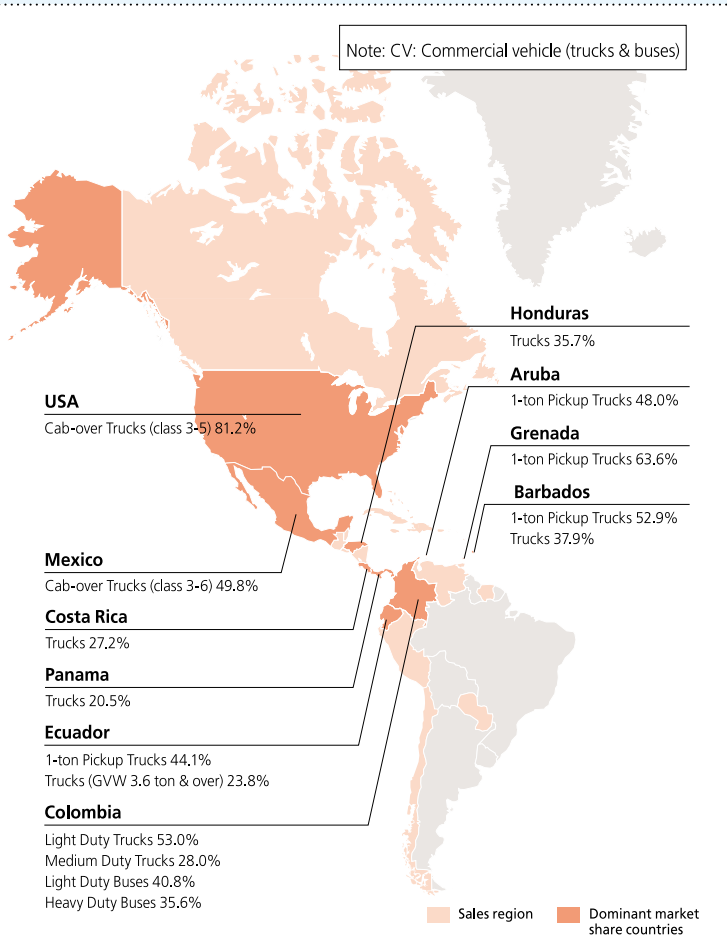 Note: CV: Commercial vehicle (trucks & buses)
Honduras
Trucks 35.7%
Aruba
1-ton Pickup Trucks 48.0%
USA
Cab-over Trucks (class 3-5) 81.2%
Grenada
1-ton Pickup Trucks 63.6%
Barbados
1-ton Pickup Trucks 52.9%
Trucks 37.9%
Mexico
Cab-over Trucks (class 3-6) 49.8%
Costa Rica
Trucks 27.2%
Panama
Trucks 20.5%
Ecuador
1-ton Pickup Trucks 44.1%
Trucks (GVW 3.6 ton & over) 23.8%
Colombia
Light Duty Trucks 53.0%
Medium Duty Trucks 28.0%
Light Duty Buses 40.8%
Heavy Duty Buses 35.6%
Sales region
Dominant market
share countries